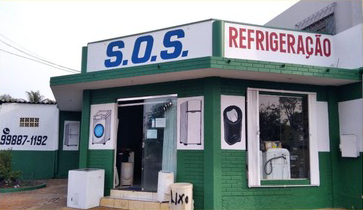 S.O.S.
REFRIGERAÇÃO
99887-1192
LIXO